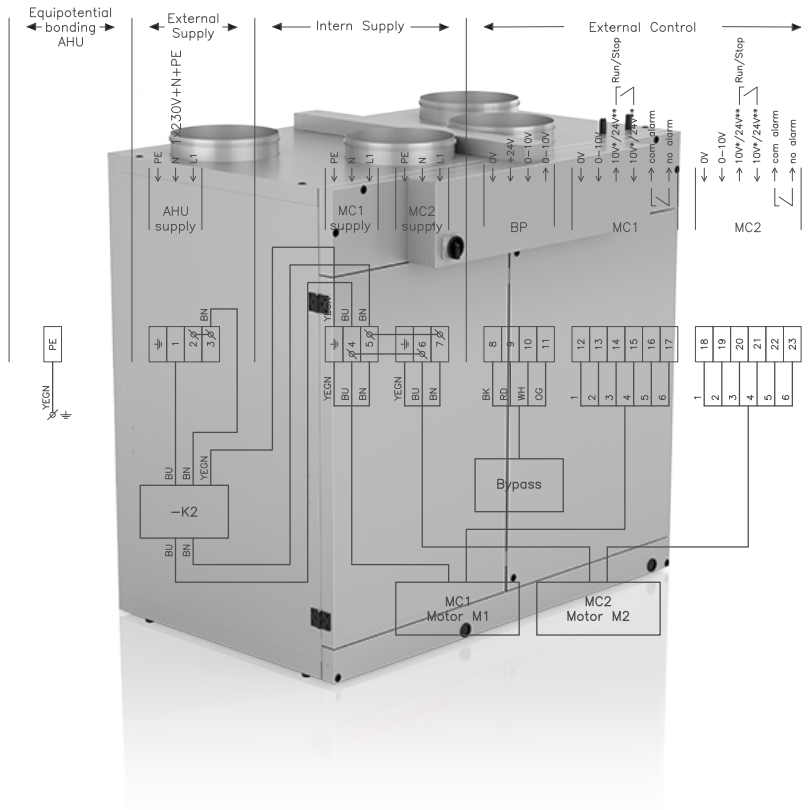 Equipotential
bonding
AHU
External
Supply
Intern Supply
External Control
1×230V+N+PE
Run/Stop
Run/Stop
PE
N
L1
PE
N
L1
PE
N
L1
0V
+24V
0-10V
0-10V
0V
0-10V
10V*/24V**
10V*/24V**
com alarm
no alarm
0V
0-10V
10V*/24V**
10V*/24V**
com alarm
no alarm
AHU
supply
MC1
supply
MC2
supply
BP
MC1
MC2
BN
YEGN
BU
BN
PE
1
2
3
4
5
6
7
8
9
10
11
12
13
14
15
16
17
18
19
20
21
22
23
YEGN
YEGN
BU
BN
YEGN
BU
BN
BK
RD
WH
OG
1
2
3
4
5
6
1
2
3
4
5
6
BU
BN
YEGN
-K2
Bypass
BU
BN
MC1
Motor M1
MC2
Motor M2